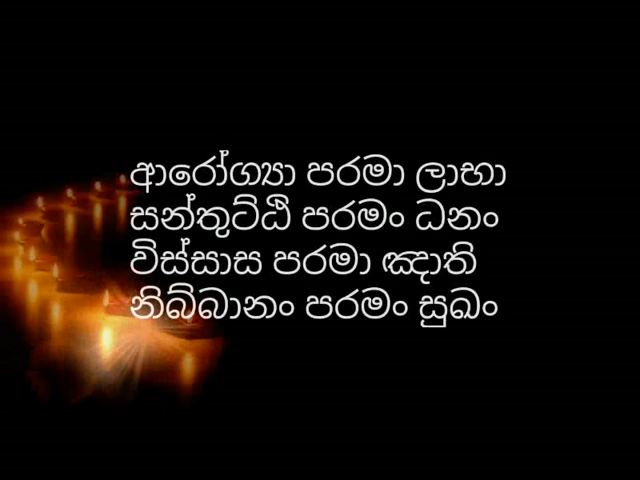 ආරෝග්‍යා පරමා ලාභා
සන්තුට්ඨි පරමං ධනං
විස්සාස පරමා ඤාති
නිබ්බානං පරමං සුඛං